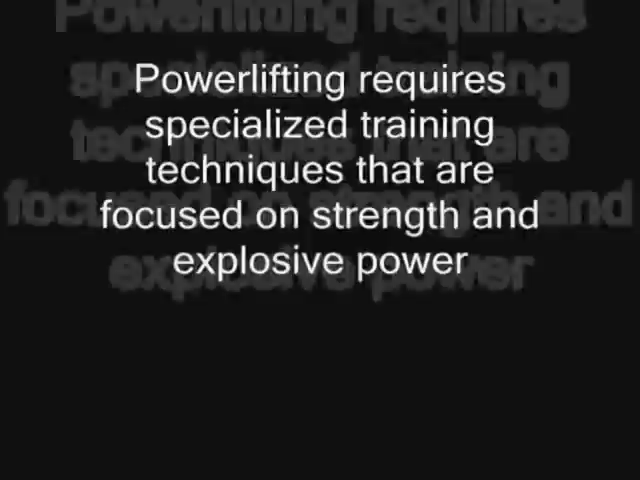 Powerlifting requires
specialized training
techniques that are
focused on strength and
explosive power